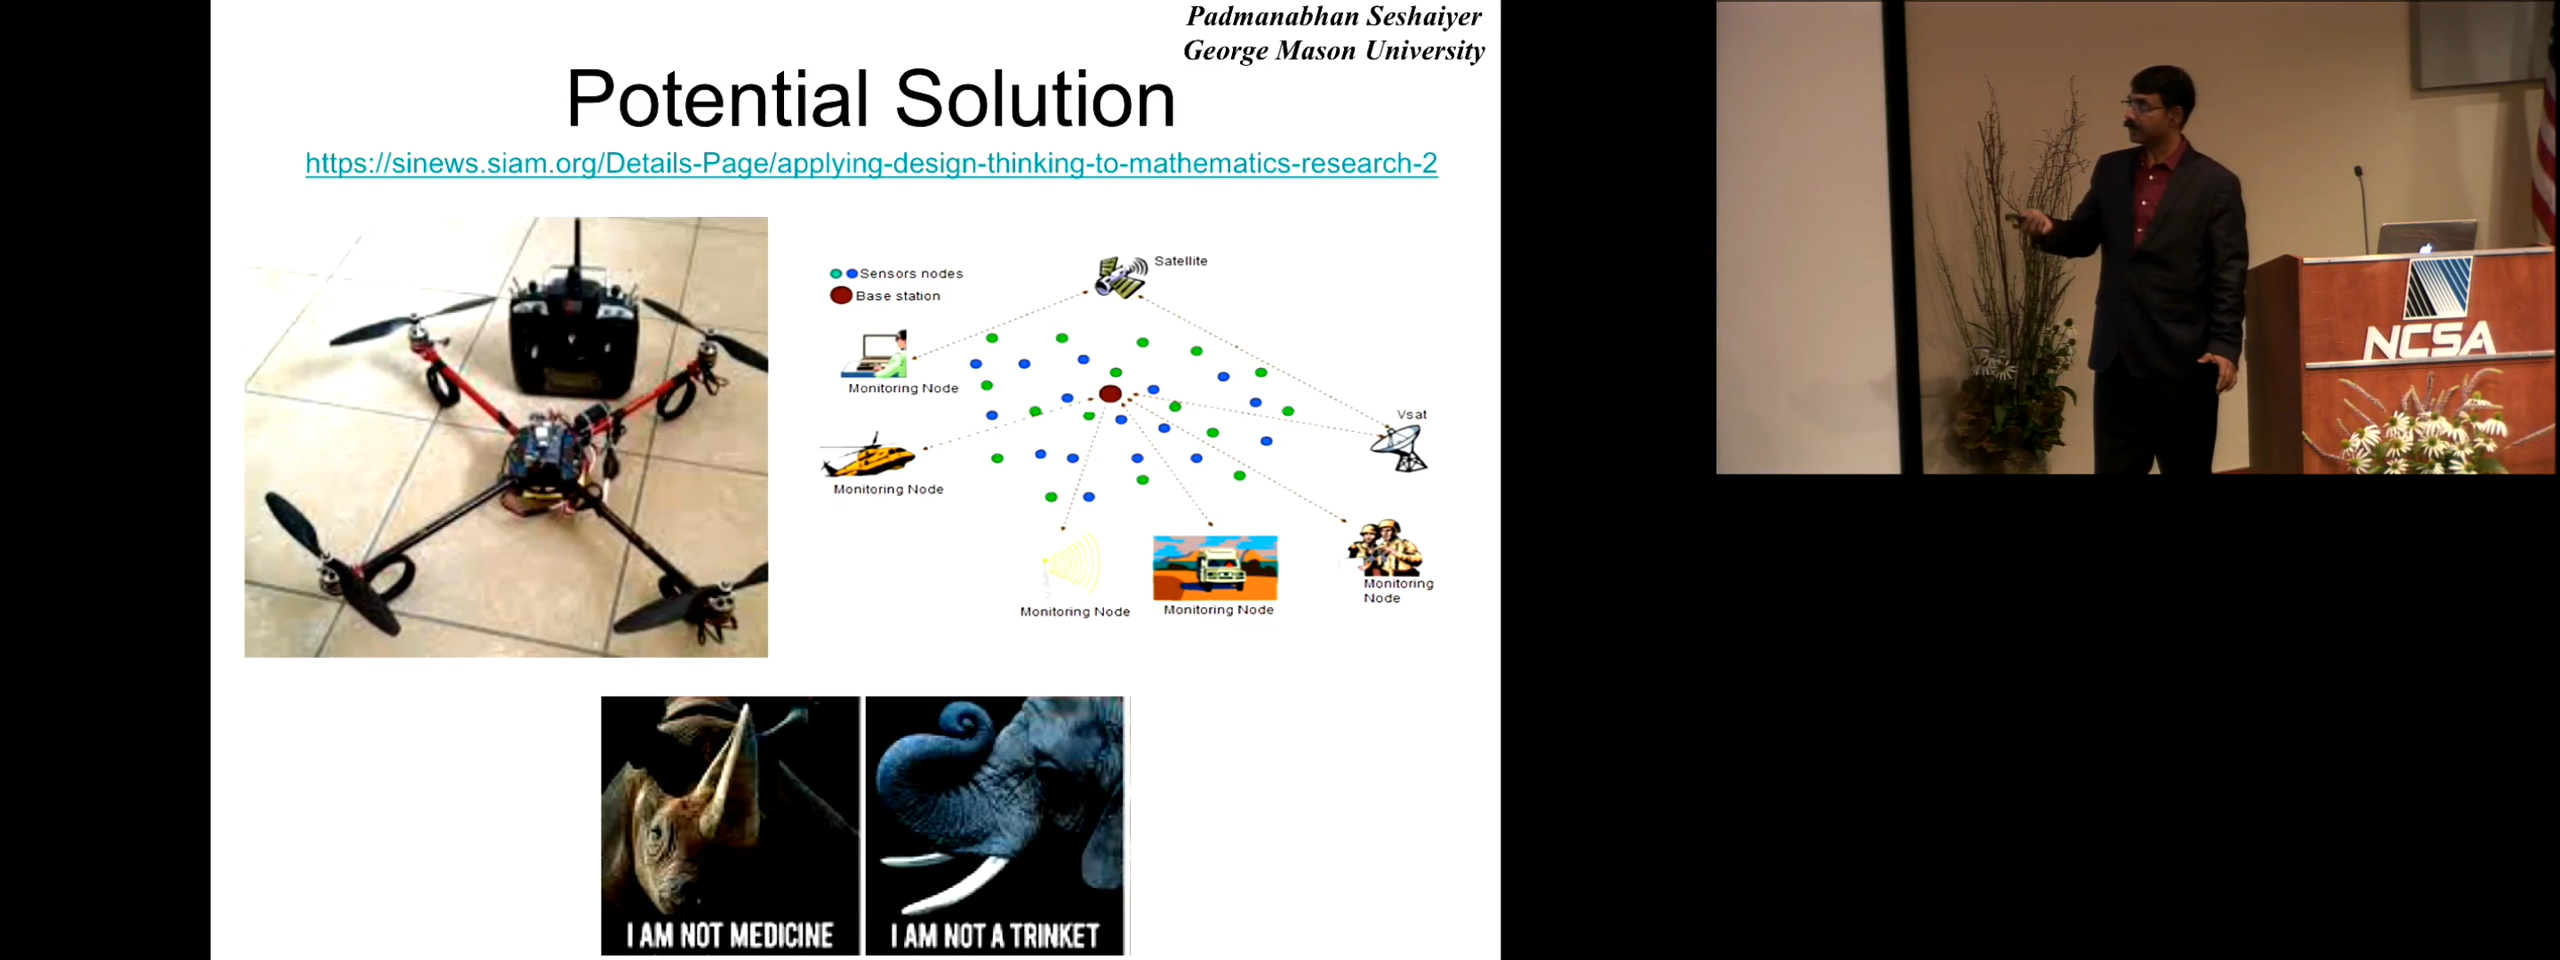 Padmanabhan Seshaiyer
George Mason University
Potential Solution
https://sinews.siam.org/Details-Page/applying-design-thinking-to-mathematics-research-2
Sensors nodes
Base station
Satellite
Monitoring Node
Vsat
Monitoring Node
Monitoring Node
Monitoring Node
Monitoring
Node
I AM NOT MEDICINE
I AM NOT A TRINKET
NCSA